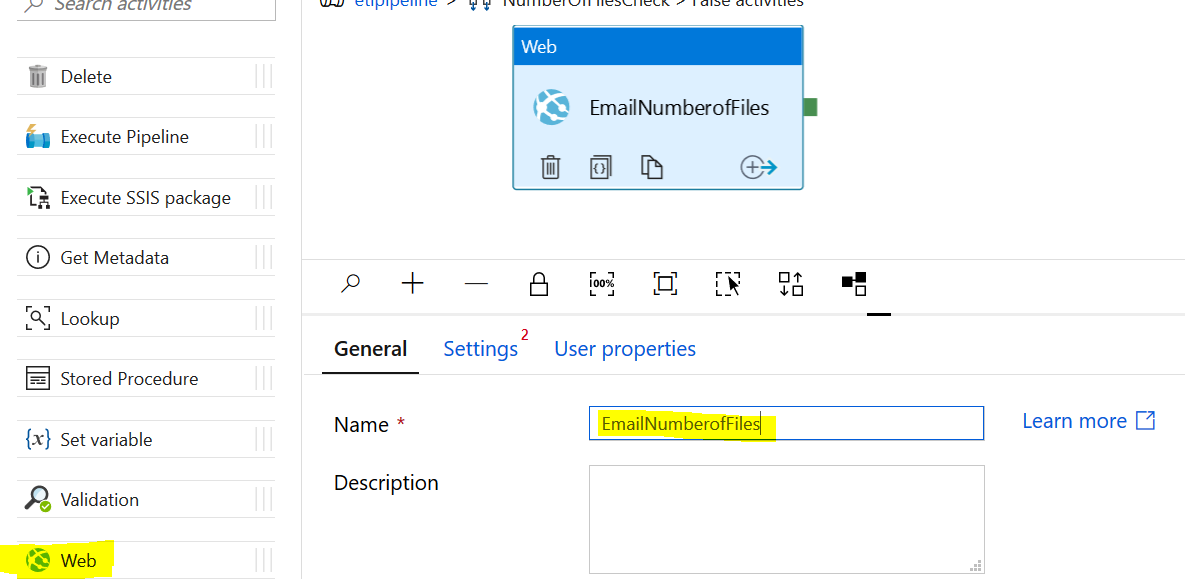 Search activities
Delete
Execute Pipeline
Execute SSIS package
Get Metadata
Lookup
Stored Procedure
{x} Set variable
Validation
Web
etlpipeline > NumberOfFilesCheck > False activities
Web
EmailNumberofFiles
{}
100%
General Settings 2 User properties
Name * EmailNumberofFiles Learn more
Description